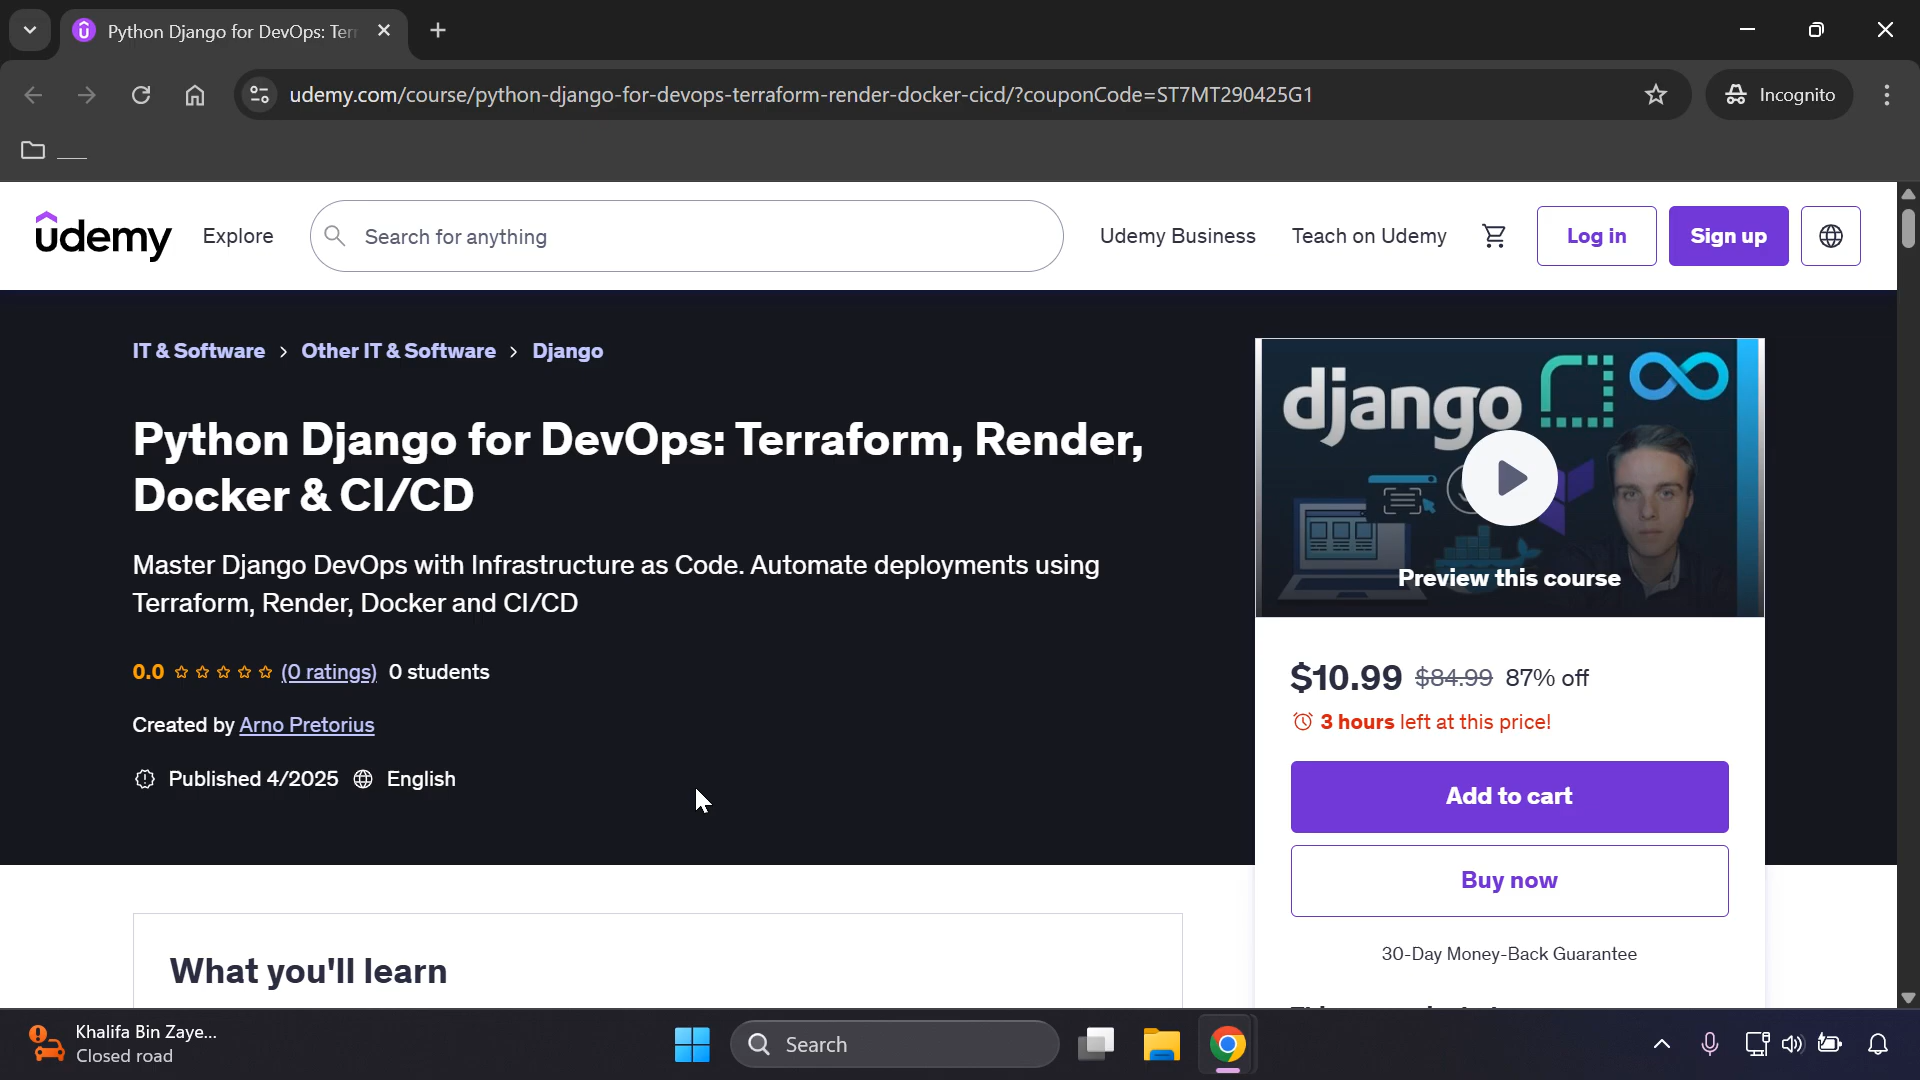 Python Django for DevOps: Terr
udemy.com/course/python-django-for-devops-terraform-render-docker-cicd/?couponCode=ST7MT290425G1
Incognito
___
udemy
Explore
Search for anything
Udemy Business
Teach on Udemy
Log in
Sign up
IT & Software > Other IT & Software > Django
Python Django for DevOps: Terraform, Render,
Docker & CI/CD
Master Django DevOps with Infrastructure as Code. Automate deployments using
Terraform, Render, Docker and CI/CD
0.0 (0 ratings) 0 students
Created by Arno Pretorius
Published 4/2025 English
django
Preview this course
$10.99 $84.99 87% off
3 hours left at this price!
Add to cart
Buy now
30-Day Money-Back Guarantee
What you'll learn
Khalifa Bin Zaye...
Closed road
Search